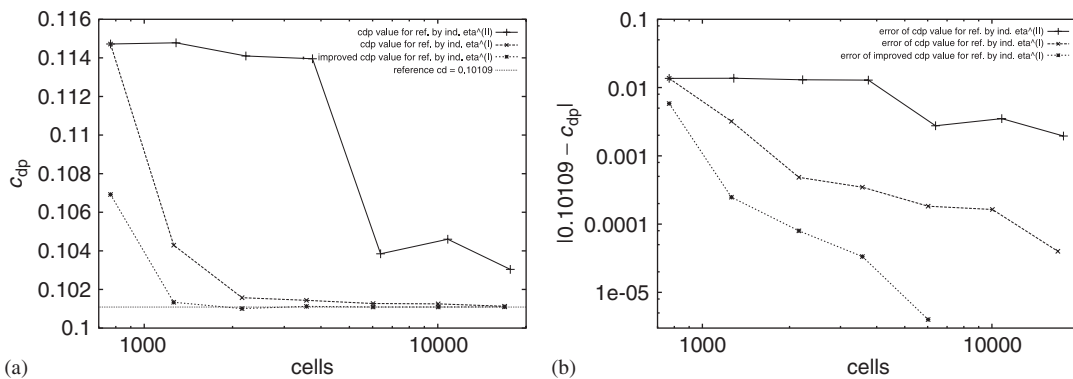 0.116
0.114
0.112
0.11
0.108
0.106
0.104
0.102
0.1
c_dp
1000
10000
cells
cdp value for ref. by ind. eta^(II)
cdp value for ref. by ind. eta^(I)
improved cdp value for ref. by ind. eta^(I)
reference cd = 0.10109
(a)
0.1
0.01
0.001
0.0001
1e-05
|0.10109 − c_dp|
1000
10000
cells
error of cdp value for ref. by ind. eta^(II)
error of cdp value for ref. by ind. eta^(I)
error of improved cdp value for ref. by ind. eta^(I)
(b)